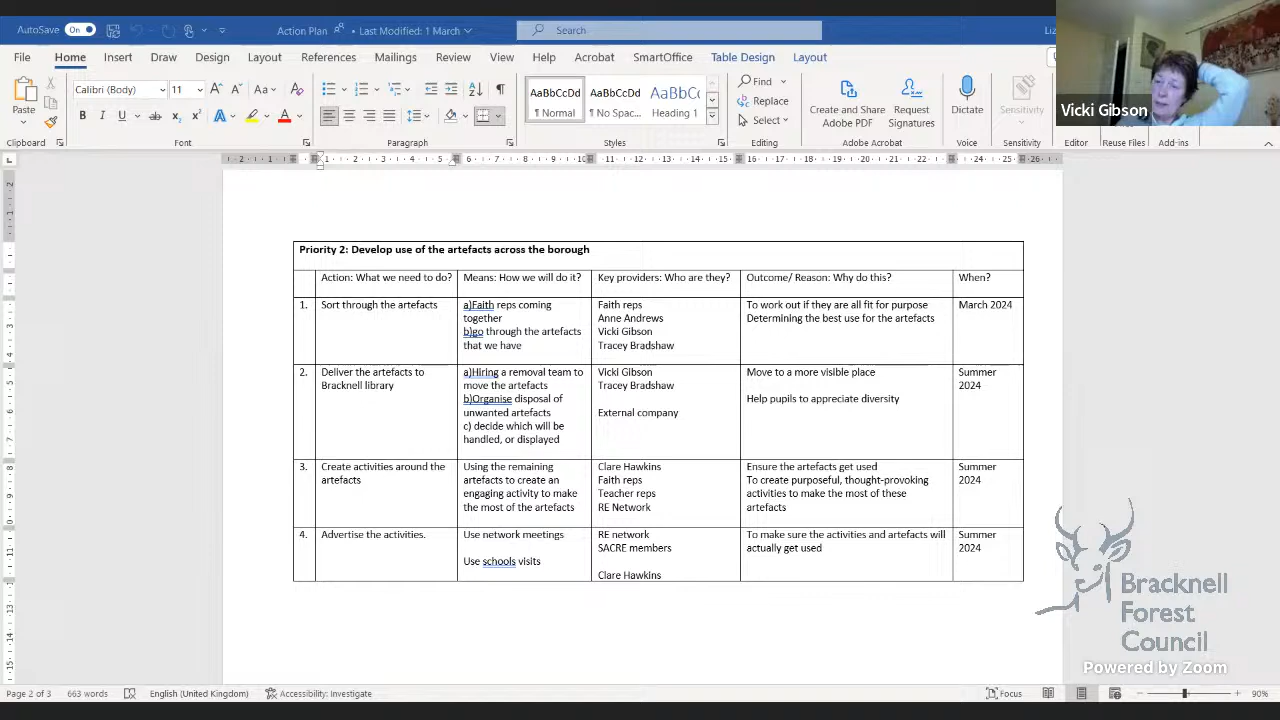 AutoSave On Action Plan • Last Modified: 1 March Search Liz
File Home Insert Draw Design Layout References Mailings Review View Help Acrobat SmartOffice Table Design Layout
Paste Calibri (Body) 11 AaBbCcDd AaBbCcDd AaBbCc Find Replace Select
Normal No Spac... Heading 1
Create and Share Adobe PDF Request Signatures Dictate Sensitivity
Vicki Gibson
Clipboard Font Paragraph Styles Editing Adobe Acrobat Voice Sensitivity Editor Reuse Files Add-ins
Priority 2: Develop use of the artefacts across the borough
Action: What we need to do? Means: How we will do it? Key providers: Who are they? Outcome/ Reason: Why do this? When?
1. Sort through the artefacts
a)Faith reps coming
together
b)go through the artefacts
that we have
Faith reps
Anne Andrews
Vicki Gibson
Tracey Bradshaw
To work out if they are all fit for purpose
Determining the best use for the artefacts
March 2024
2. Deliver the artefacts to
Bracknell library
a)Hiring a removal team to
move the artefacts
b)Organise disposal of
unwanted artefacts
c) decide which will be
handled, or displayed
Vicki Gibson
Tracey Bradshaw
External company
Move to a more visible place
Help pupils to appreciate diversity
Summer
2024
3. Create activities around the
artefacts
Using the remaining
artefacts to create an
engaging activity to make
the most of the artefacts
Clare Hawkins
Faith reps
Teacher reps
RE Network
Ensure the artefacts get used
To create purposeful, thought-provoking
activities to make the most of these
artefacts
Summer
2024
4. Advertise the activities.
Use network meetings
Use schools visits
RE network
SACRE members
Clare Hawkins
To make sure the activities and artefacts will
actually get used
Summer
2024
Bracknell
Forest
Council
Powered by Zoom
Page 2 of 3 663 words English (United Kingdom) Accessibility: Investigate Focus 90%